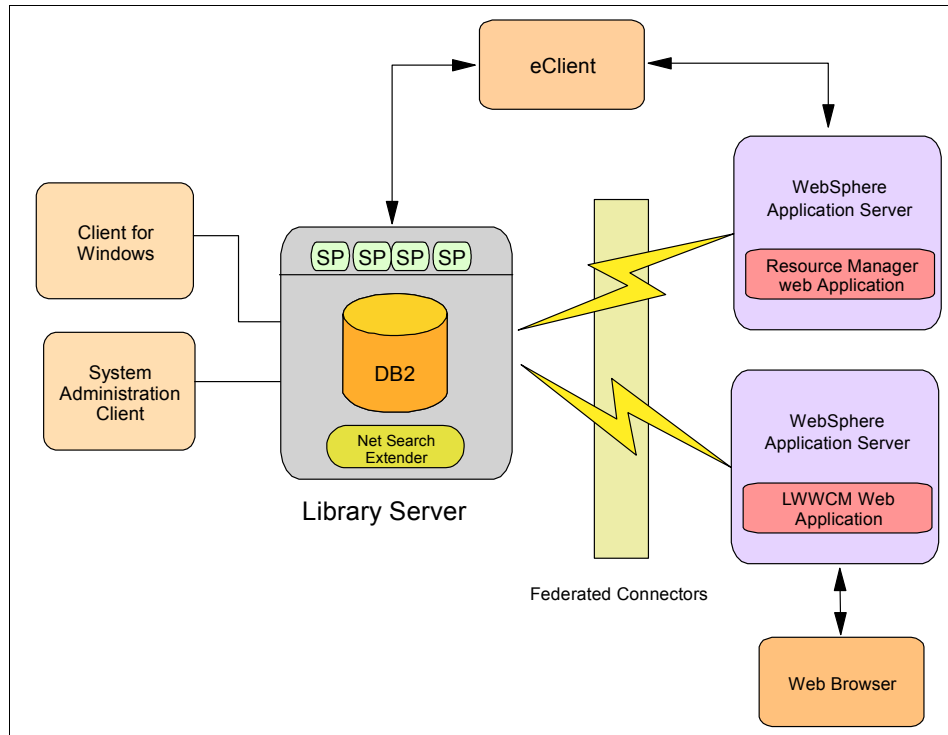 eClient
WebSphere
Application Server
Resource Manager
web Application
Client for
Windows
SP SP SP SP
System
Administration
Client
DB2
Net Search
Extender
Library Server
WebSphere
Application Server
LWWCM Web
Application
Federated Connectors
Web Browser